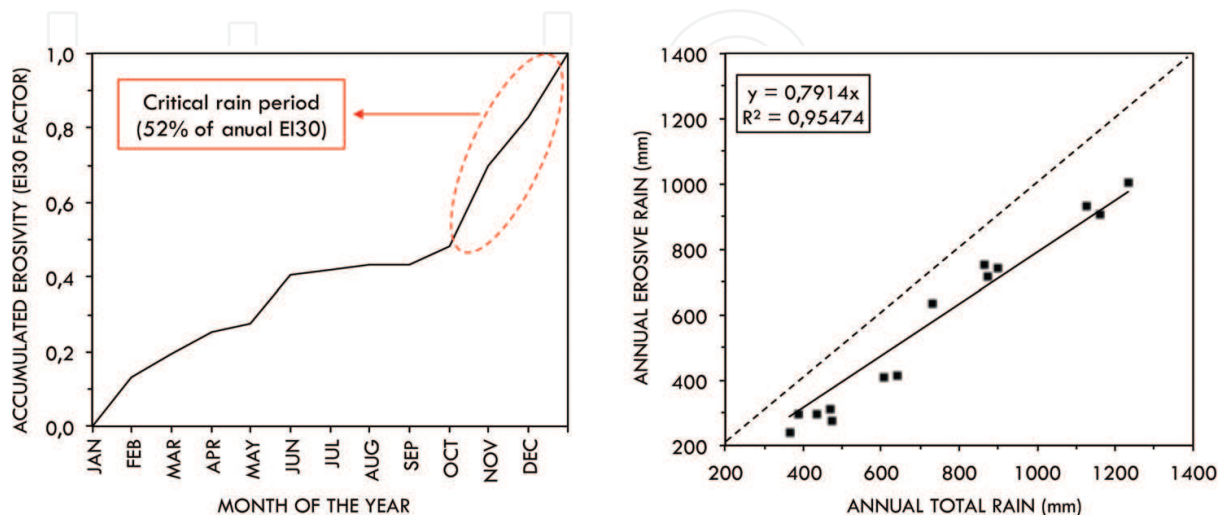 ACCUMULATED EROSIVITY (EI30 FACTOR)
1,0
0,8
0,6
0,4
0,2
0,0
Critical rain period
(52% of anual EI30)
JAN
FEB
MAR
APR
MAY
JUN
JUL
AUG
SEP
OCT
NOV
DEC
MONTH OF THE YEAR
ANNUAL EROSIVE RAIN (mm)
1400
1200
1000
800
600
400
200
y = 0,7914x
R² = 0,95474
200
400
600
800
1000
1200
1400
ANNUAL TOTAL RAIN (mm)